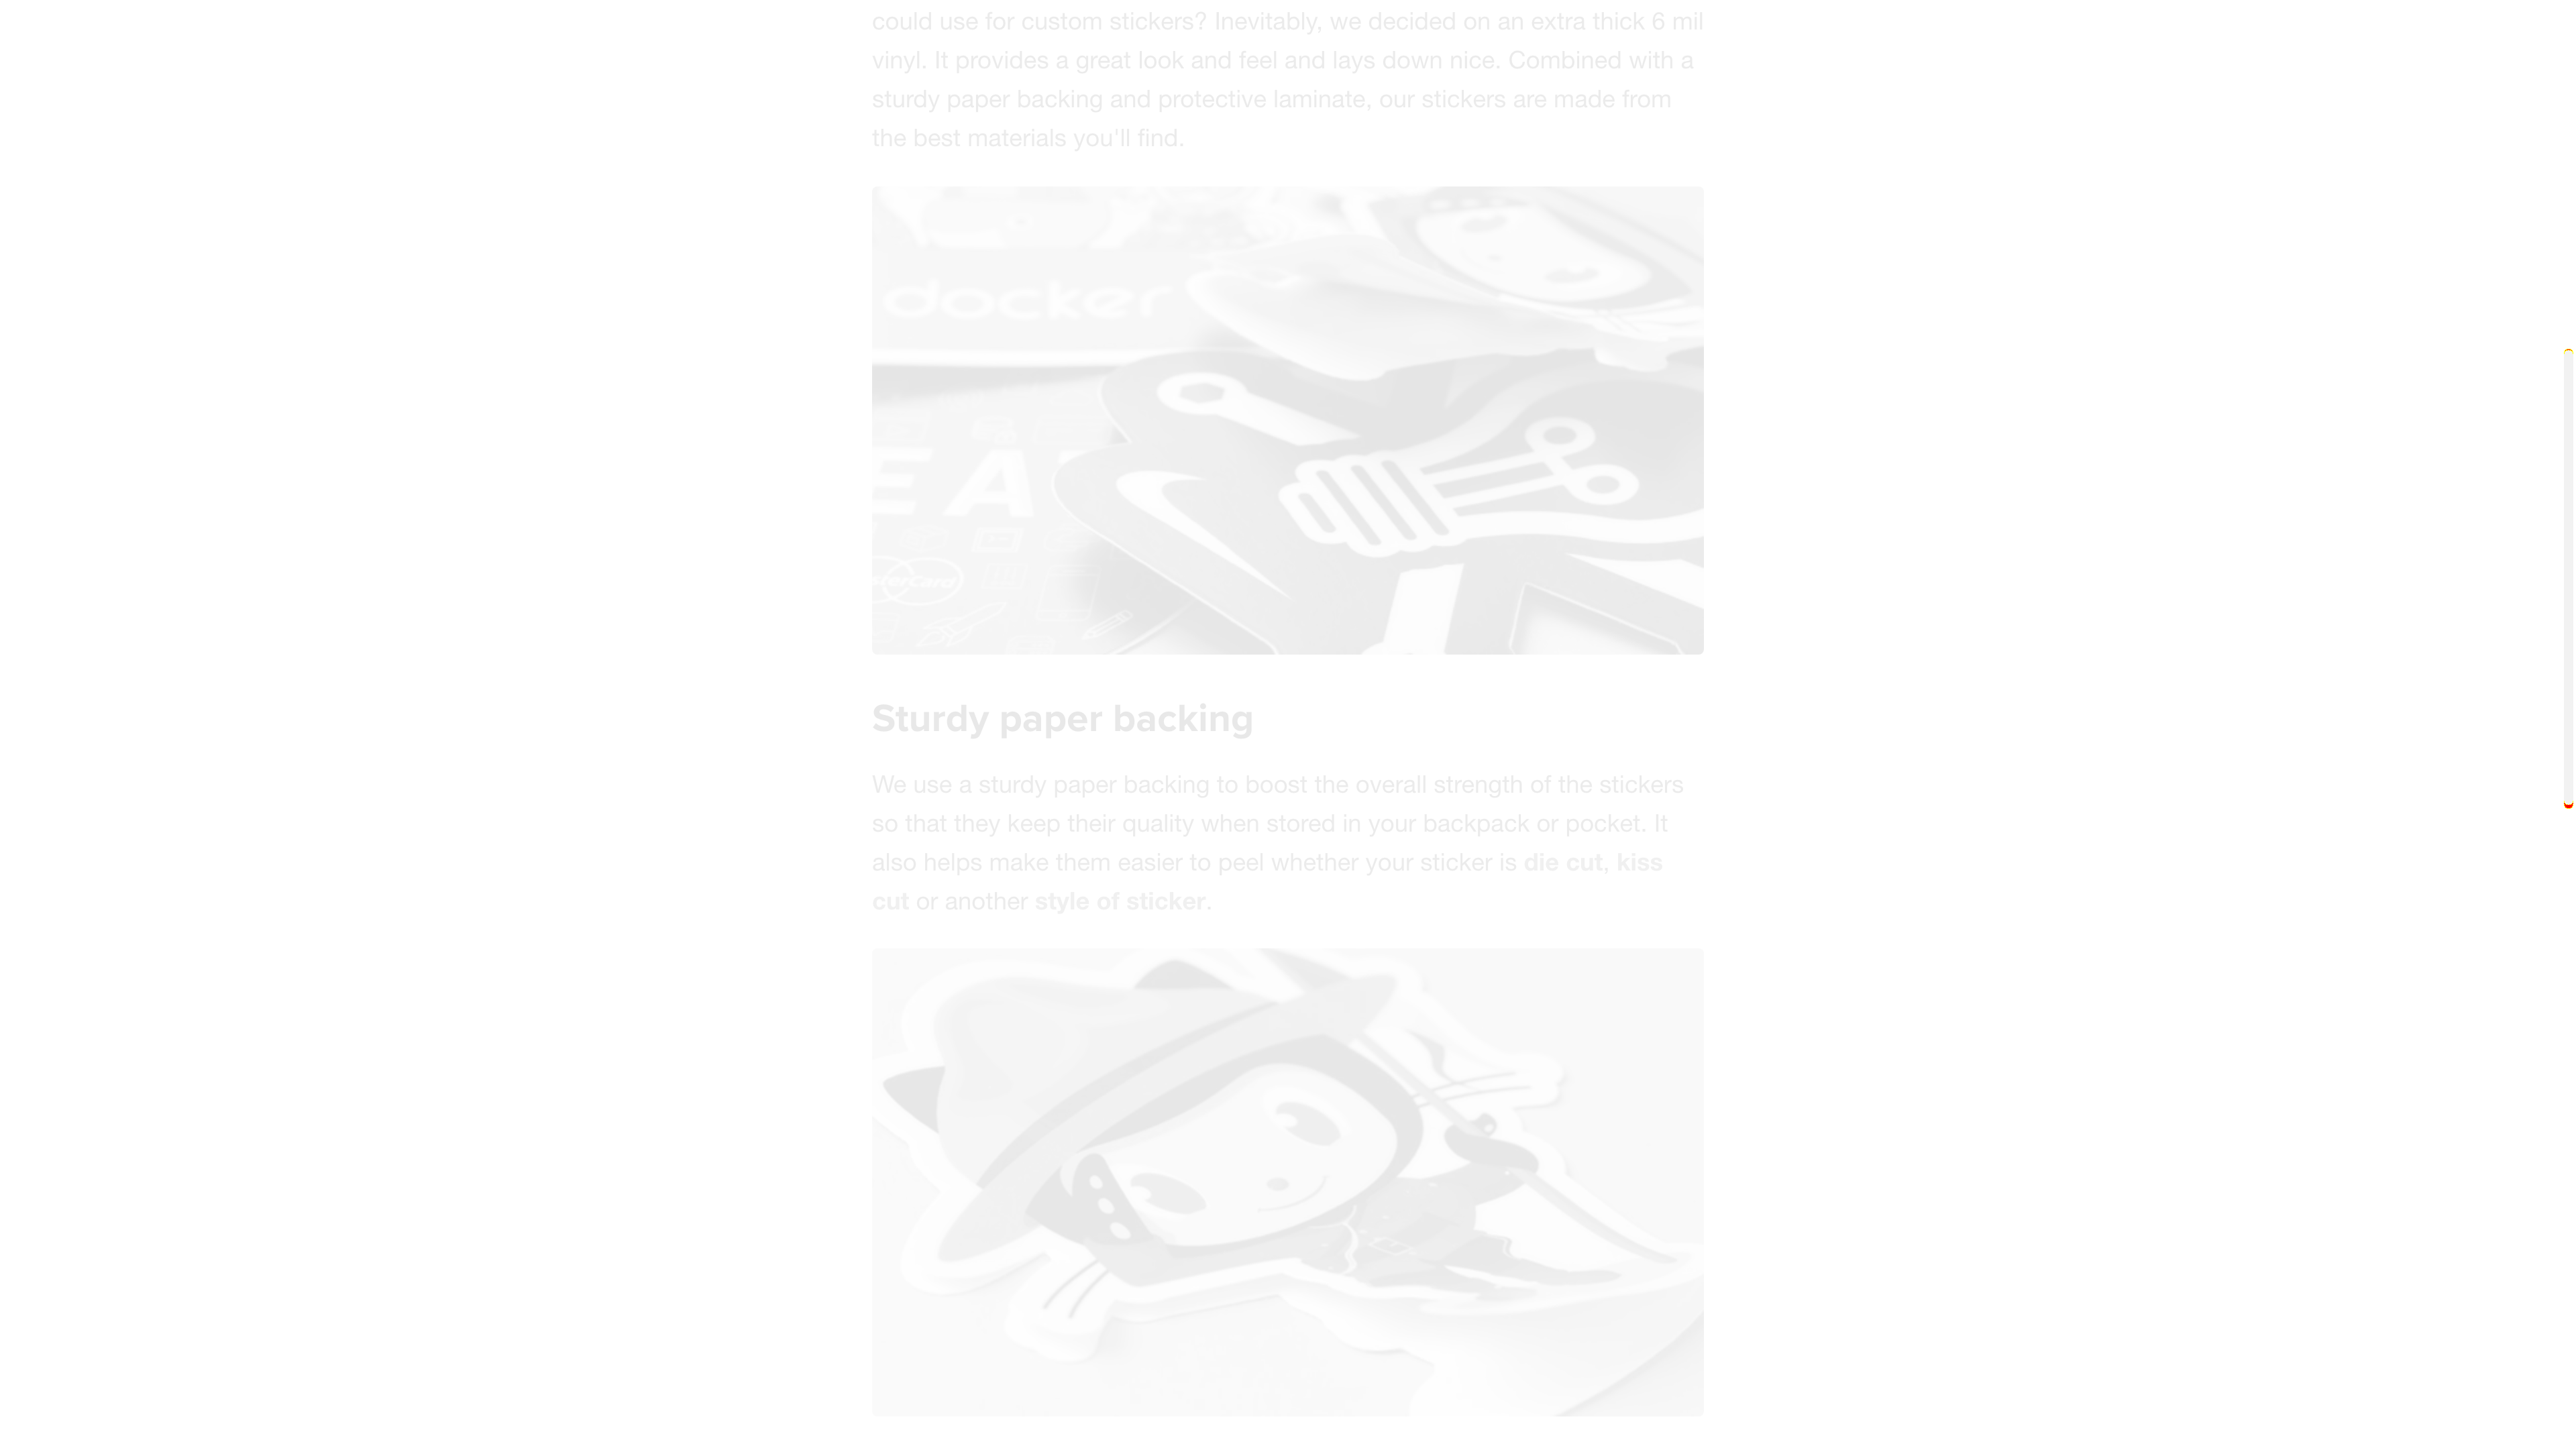 could use for custom stickers? Inevitably, we decided on an extra thick 6 mil
vinyl. It provides a great look and feel and lays down nice. Combined with a
sturdy paper backing and protective laminate, our stickers are made from
the best materials you'll find.
docker
EA
sterCard
Sturdy paper backing
We use a sturdy paper backing to boost the overall strength of the stickers
so that they keep their quality when stored in your backpack or pocket. It
also helps make them easier to peel whether your sticker is die cut, kiss
cut or another style of sticker.